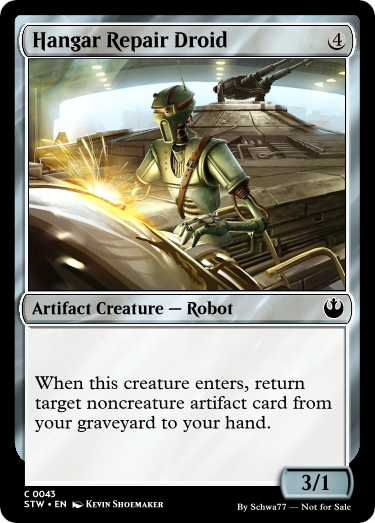 Hangar Repair Droid 4
Artifact Creature — Robot
When this creature enters, return
target noncreature artifact card from
your graveyard to your hand.
3/1
C 0043
STW • EN Kevin Shoemaker
By Schwa77 — Not for Sale